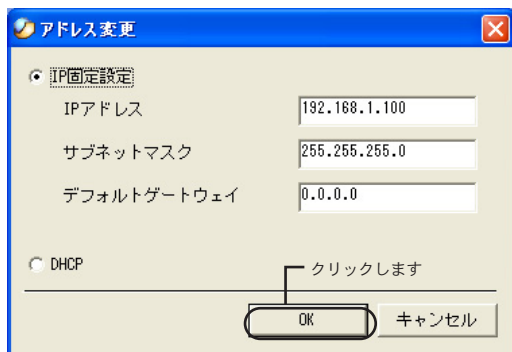 アドレス変更
IP固定設定
IPアドレス 192.168.1.100
サブネットマスク 255.255.255.0
デフォルトゲートウェイ 0.0.0.0
DHCP
クリックします
OK キャンセル